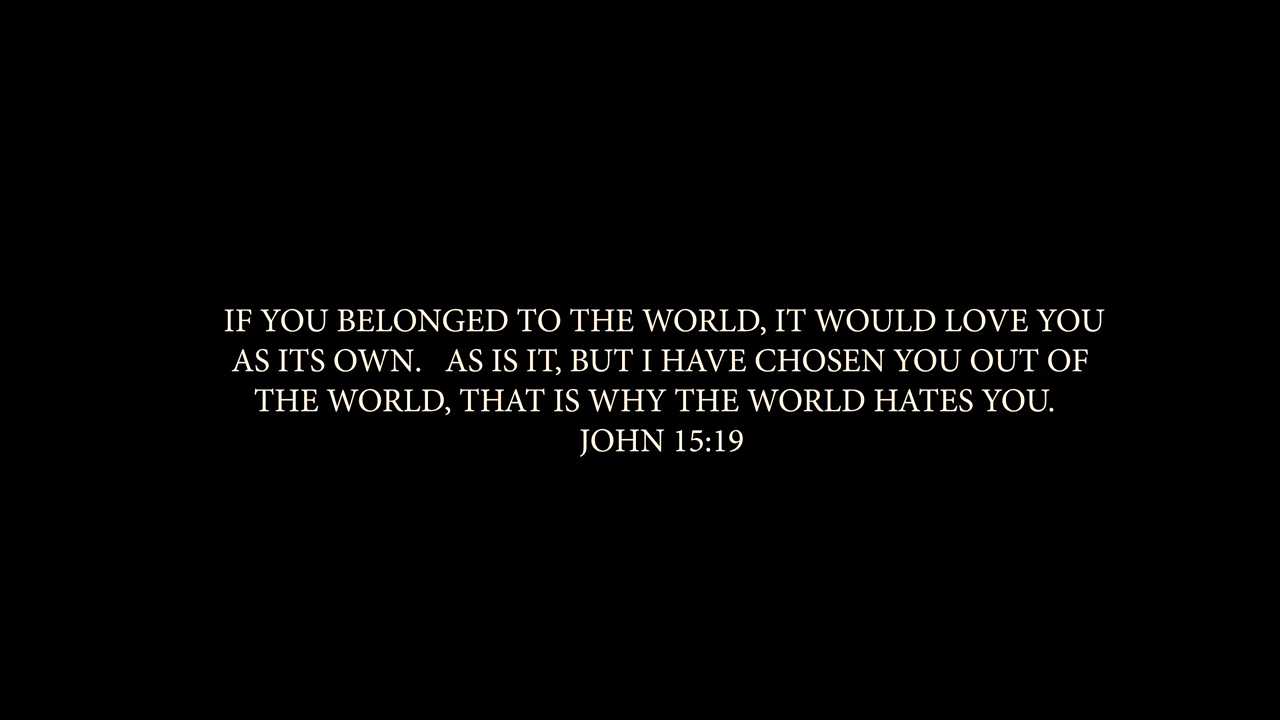 IF YOU BELONGED TO THE WORLD, IT WOULD LOVE YOU
AS ITS OWN. AS IS IT, BUT I HAVE CHOSEN YOU OUT OF
THE WORLD, THAT IS WHY THE WORLD HATES YOU.
JOHN 15:19